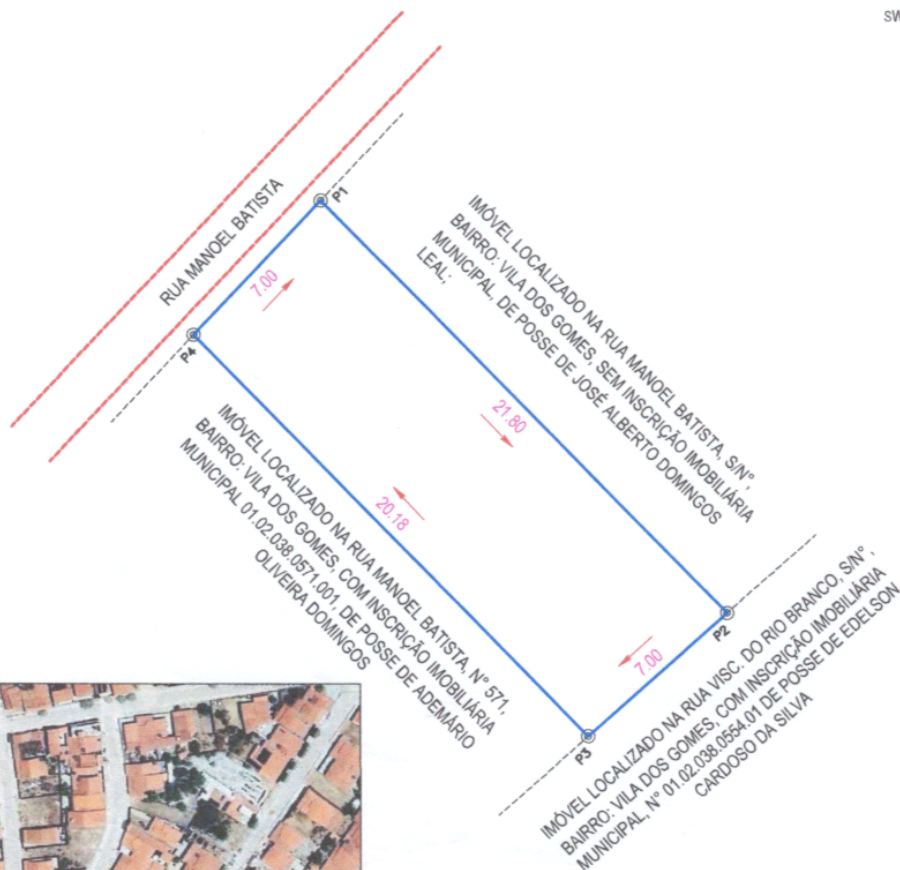 SW
RUA MANOEL BATISTA
P1
7.00
P4
IMÓVEL LOCALIZADO NA RUA MANOEL BATISTA, S/Nº,
BAIRRO: VILA DOS GOMES, SEM INSCRIÇÃO IMOBILIÁRIA
MUNICIPAL, DE POSSE DE JOSÉ ALBERTO DOMINGOS
LEAL;
21.80
20.18
IMÓVEL LOCALIZADO NA RUA MANOEL BATISTA, Nº 571,
BAIRRO: VILA DOS GOMES, COM INSCRIÇÃO IMOBILIÁRIA
MUNICIPAL 01.02.038.0571.001, DE POSSE DE ADEMÁRIO
OLIVEIRA DOMINGOS
P2
7.00
P3
IMÓVEL LOCALIZADO NA RUA VISC. DO RIO BRANCO, S/Nº,
BAIRRO: VILA DOS GOMES, COM INSCRIÇÃO IMOBILIÁRIA
MUNICIPAL, Nº 01.02.038.0554.01 DE POSSE DE EDELSON
CARDOSO DA SILVA